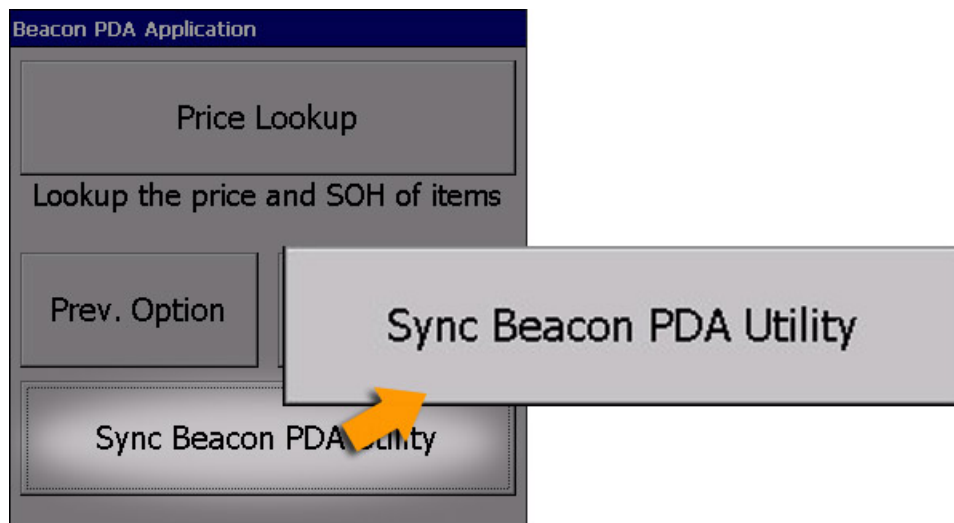 Beacon PDA Application
Price Lookup
Lookup the price and SOH of items
Prev. Option
Sync Beacon PDA Utility
Sync Beacon PDA Utility